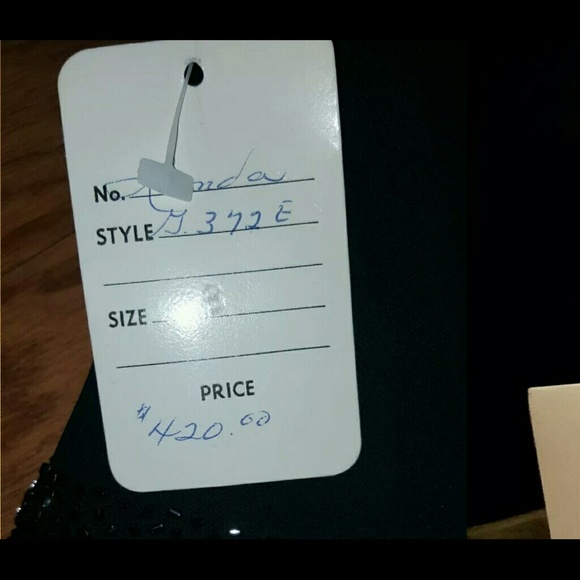 No.
STYLE G.372E
SIZE
PRICE
$420.00